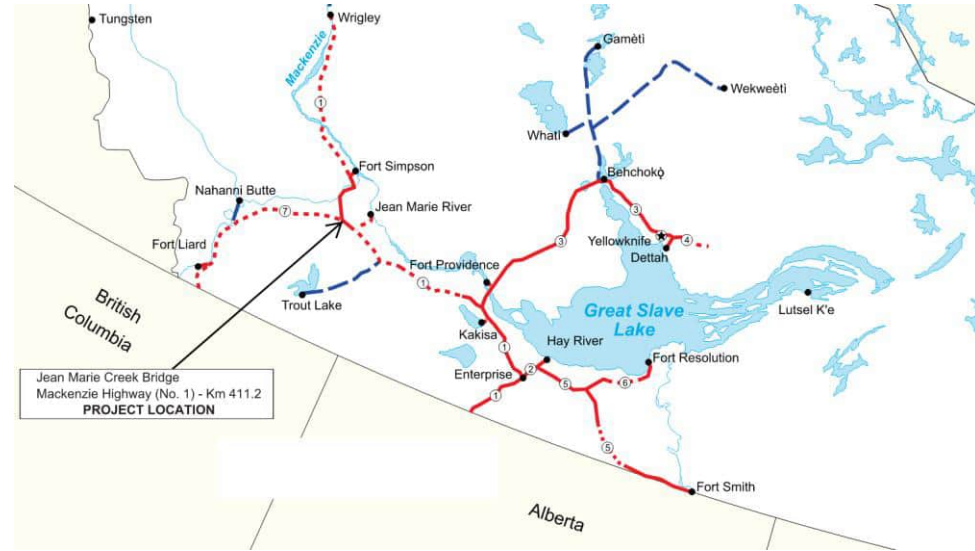 Tungsten
Wrigley
Mackenzie
Gamètì
Wekweètì
Whatì
1
Fort Simpson
Behchokǫ̀
Nahanni Butte
Jean Marie River
7
3
3
Yellowknife
4
Dettah
Fort Liard
Fort Providence
1
Trout Lake
Great Slave
Lake
Lutsel K'e
British
Columbia
Kakisa
1
Hay River
Fort Resolution
Enterprise
2
5
6
1
Jean Marie Creek Bridge
Mackenzie Highway (No. 1) - Km 411.2
PROJECT LOCATION
5
Fort Smith
Alberta